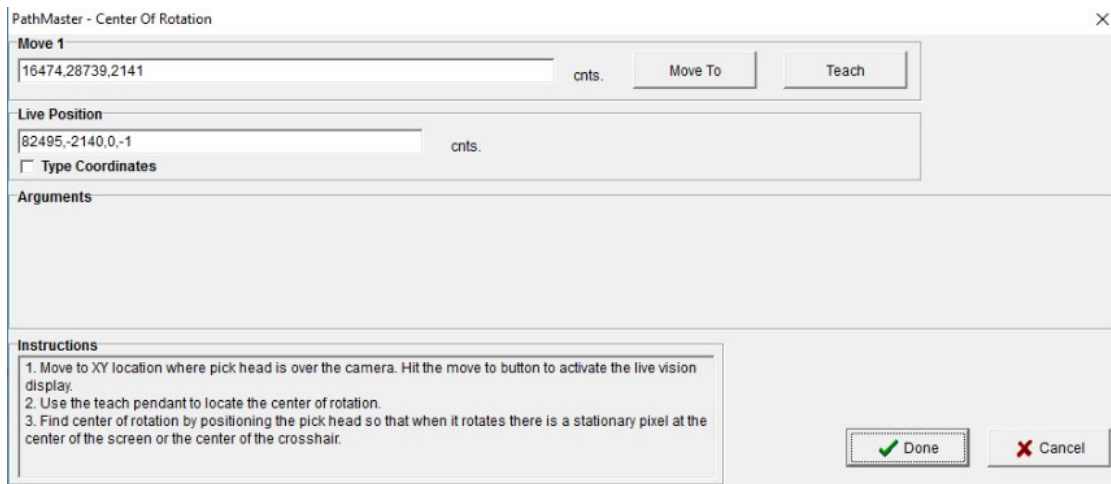 PathMaster - Center Of Rotation
Move 1
16474,28739,2141
cnts.
Move To
Teach
Live Position
82495,-2140,0,-1
cnts.
Type Coordinates
Arguments
Instructions
1. Move to XY location where pick head is over the camera. Hit the move to button to activate the live vision
display.
2. Use the teach pendant to locate the center of rotation.
3. Find center of rotation by positioning the pick head so that when it rotates there is a stationary pixel at the
center of the screen or the center of the crosshair.
Done
Cancel